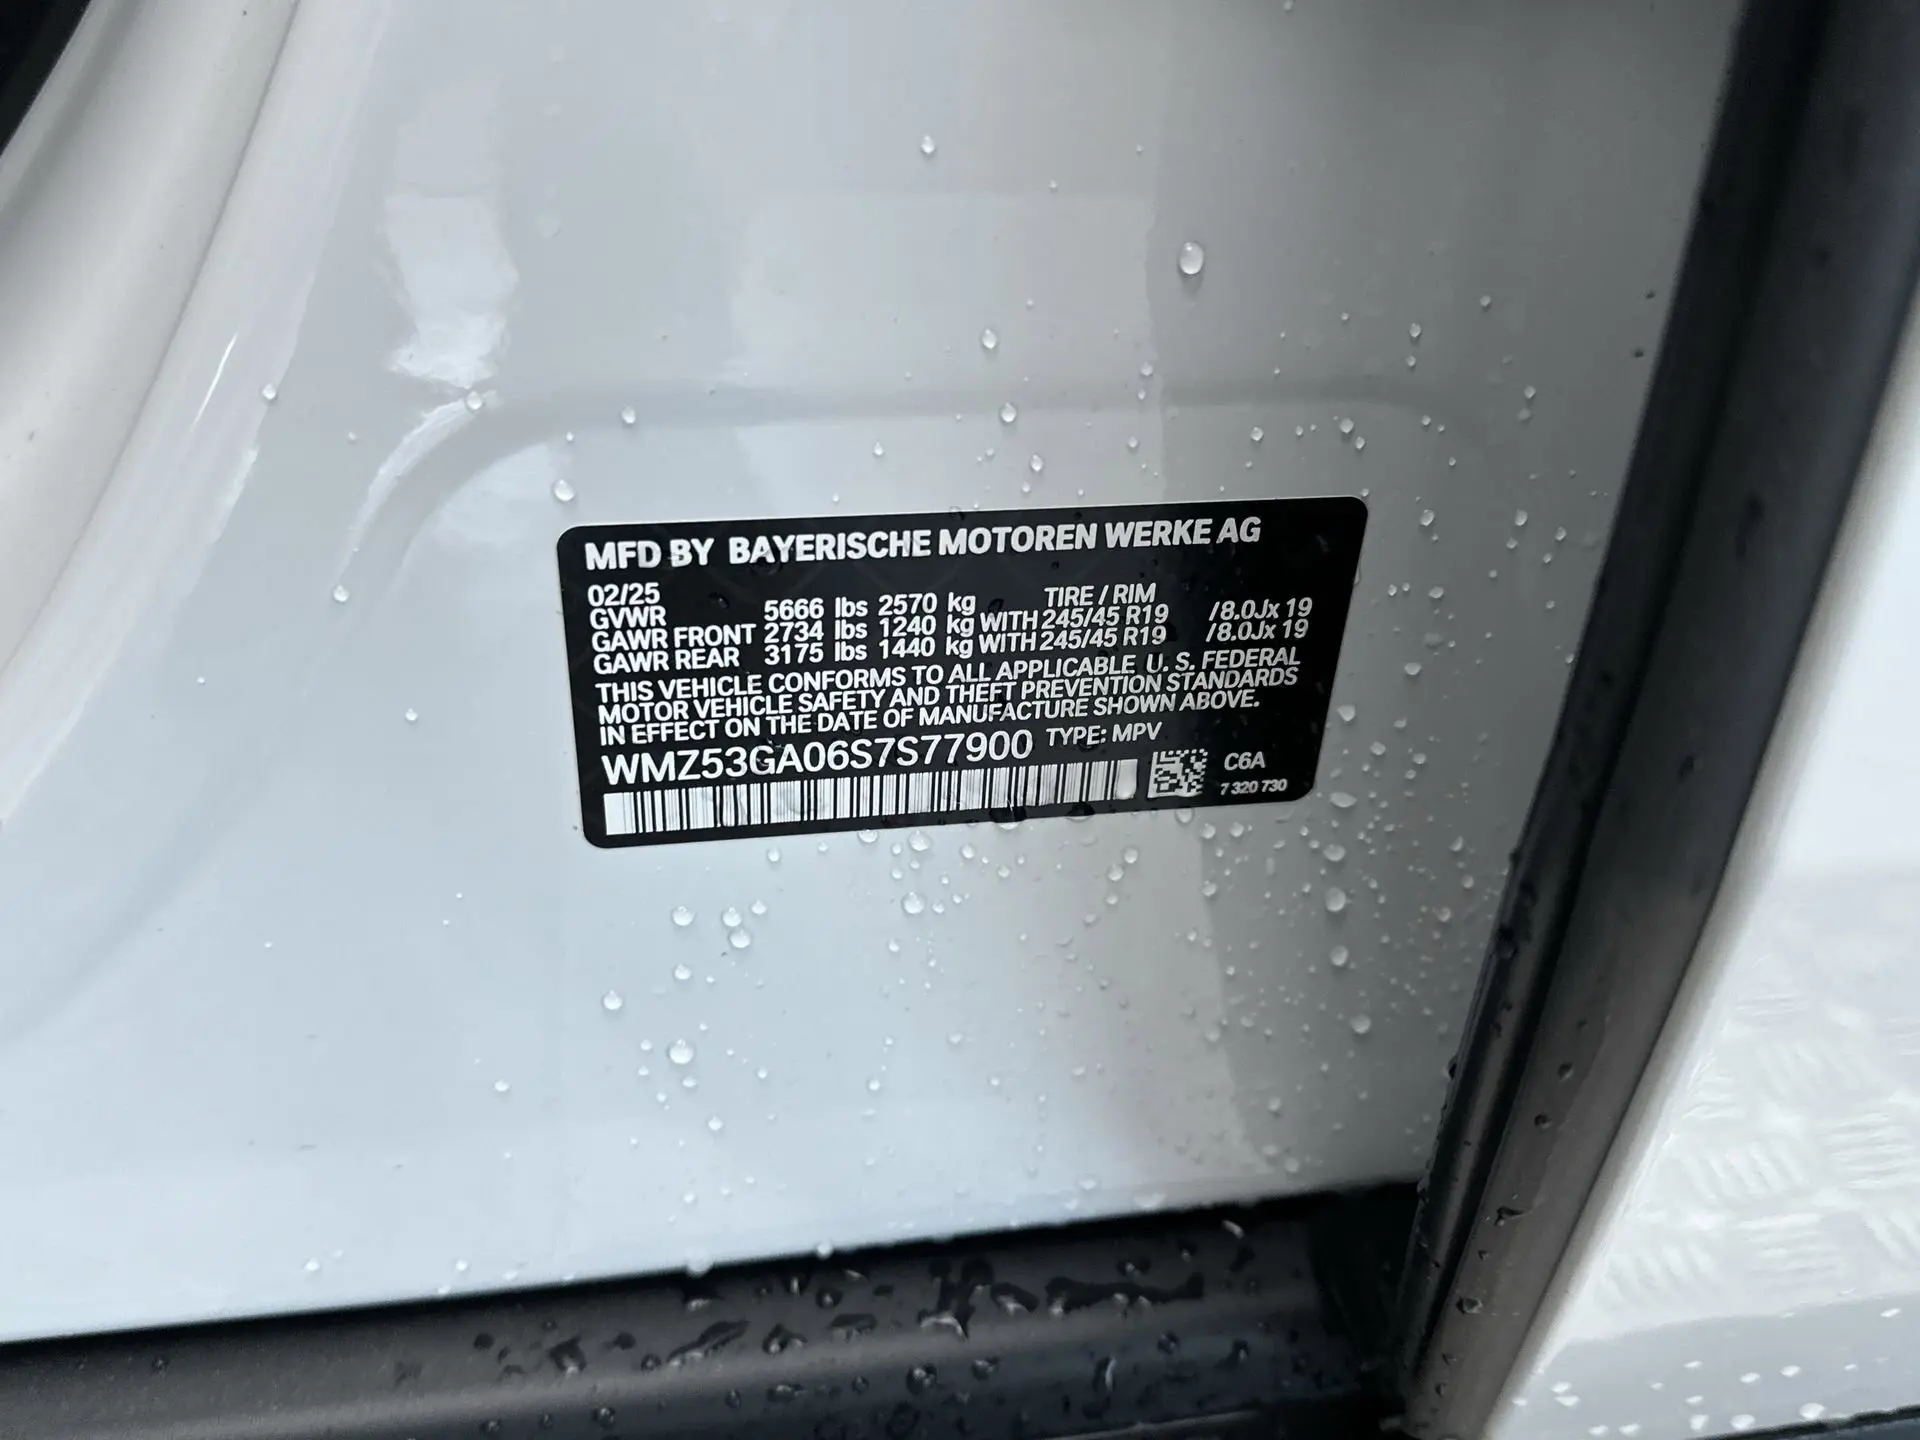 MFD BY BAYERISCHE MOTOREN WERKE AG
02/25 TIRE / RIM
GVWR 5666 lbs 2570 kg
GAWR FRONT 2734 lbs 1240 kg WITH 245/45 R19 /8.0Jx 19
GAWR REAR 3175 lbs 1440 kg WITH 245/45 R19 /8.0Jx 19
THIS VEHICLE CONFORMS TO ALL APPLICABLE U. S. FEDERAL
MOTOR VEHICLE SAFETY AND THEFT PREVENTION STANDARDS
IN EFFECT ON THE DATE OF MANUFACTURE SHOWN ABOVE.
WMZ53GA06S7S77900 TYPE: MPV
C6A
7 320 730